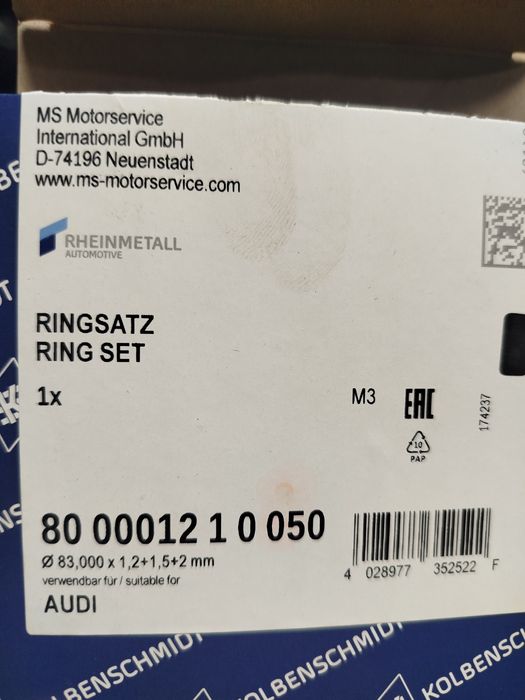 MS Motorservice
International GmbH
D-74196 Neuenstadt
www.ms-motorservice.com
RHEINMETALL
AUTOMOTIVE
RINGSATZ
RING SET
1x
M3
EAC
174237
10
PAP
80 00012 1 0 050
Ø 83,000 x 1,2+1,5+2 mm
verwendbar für / suitable for
AUDI
4 028977 352522 F
KOLBENSCHMIDT
KOLBENSCHMIDT
KOLBENSCHMIDT